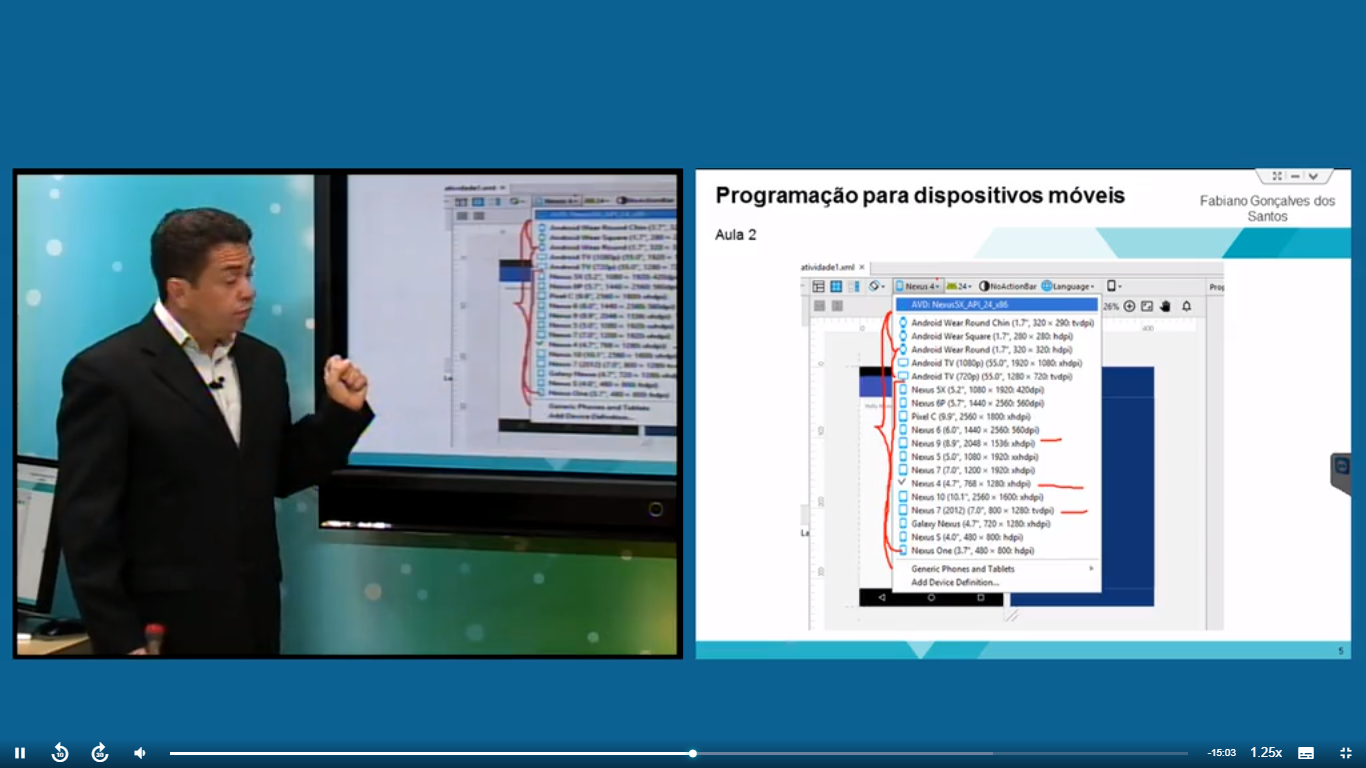 atividade1.xml
Programação para dispositivos móveis
Fabiano Gonçalves dos
Santos
Aula 2
atividade1.xml ×
Nexus 4 24 NoActionBar Language
AVD: Nexus5X_API_24_x86
26%
Android Wear Round Chin (1.7", 320 × 290: tvdpi)
Android Wear Square (1.7", 280 × 280: hdpi)
Android Wear Round (1.7", 320 × 320: hdpi)
Android TV (1080p) (55.0", 1920 × 1080: xhdpi)
Android TV (720p) (55.0", 1280 × 720: tvdpi)
Nexus 5X (5.2", 1080 × 1920: 420dpi)
Nexus 6P (5.7", 1440 × 2560: 560dpi)
Pixel C (9.9", 2560 × 1800: xhdpi)
Nexus 6 (6.0", 1440 × 2560: 560dpi)
Nexus 9 (8.9", 2048 × 1536: xhdpi)
Nexus 5 (5.0", 1080 × 1920: xxhdpi)
Nexus 7 (7.0", 1200 × 1920: xhdpi)
Nexus 4 (4.7", 768 × 1280: xhdpi)
Nexus 10 (10.1", 2560 × 1600: xhdpi)
Nexus 7 (2012) (7.0", 800 × 1280: tvdpi)
Galaxy Nexus (4.7", 720 × 1280: xhdpi)
Nexus S (4.0", 480 × 800: hdpi)
Nexus One (3.7", 480 × 800: hdpi)
Generic Phones and Tablets
Add Device Definition...
5
-15:03 1.25x